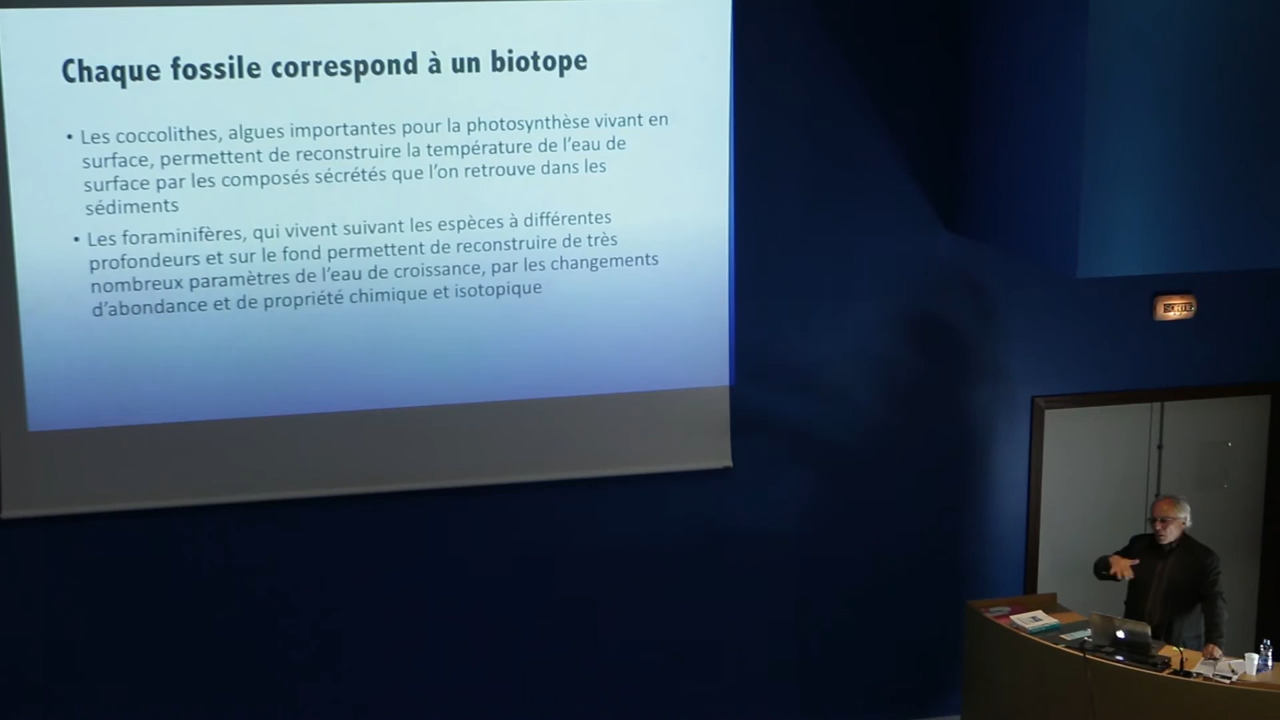 Chaque fossile correspond à un biotope
• Les coccolithes, algues importantes pour la photosynthèse vivant en
surface, permettent de reconstruire la température de l'eau de
surface par les composés sécrétés que l'on retrouve dans les
sédiments
• Les foraminifères, qui vivent suivant les espèces à différentes
profondeurs et sur le fond permettent de reconstruire de très
nombreux paramètres de l'eau de croissance, par les changements
d'abondance et de propriété chimique et isotopique
SORTIE